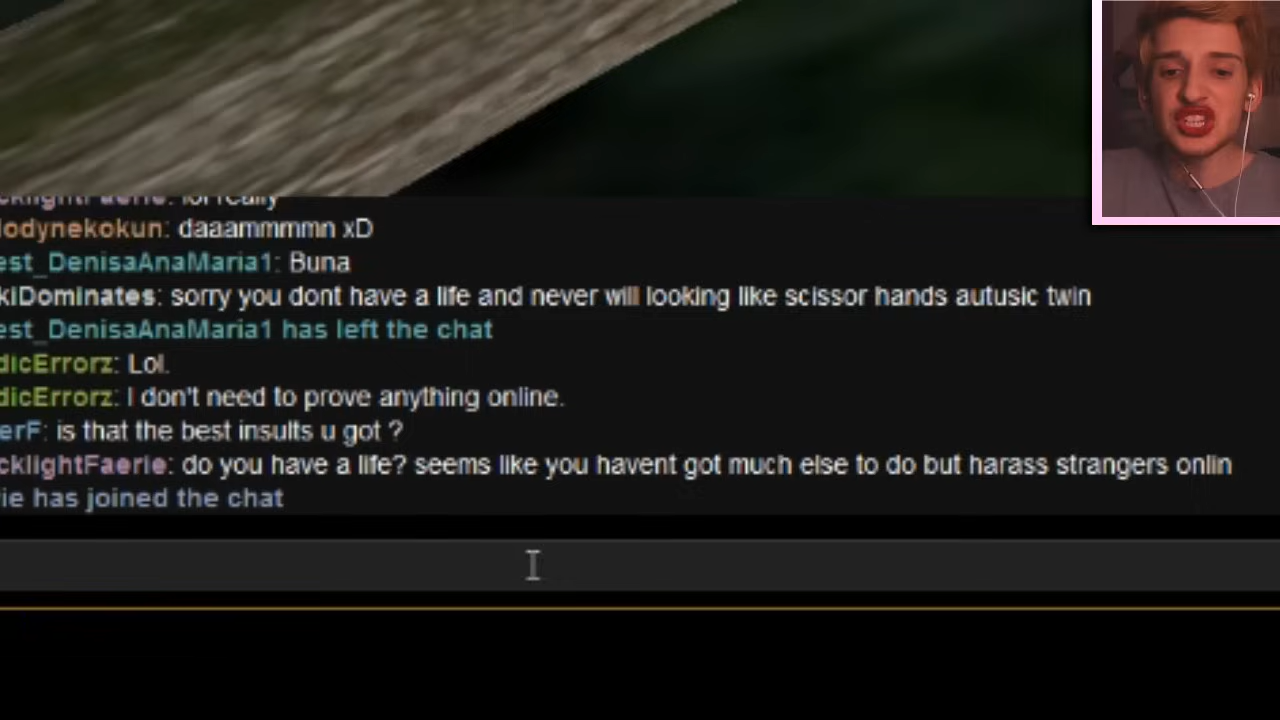 cklightFaerie: lol really
lodynekokun: daaammmmn xD
est_DenisaAnaMaria1: Buna
kiDominates: sorry you dont have a life and never will looking like scissor hands autusic twin
est_DenisaAnaMaria1 has left the chat
dicErrorz: Lol.
dicErrorz: I don't need to prove anything online.
erF: is that the best insults u got ?
cklightFaerie: do you have a life? seems like you havent got much else to do but harass strangers onlin
ie has joined the chat